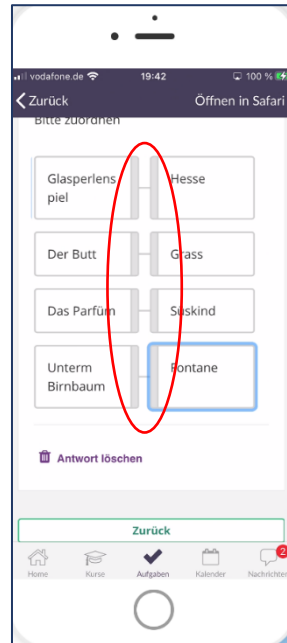 vodafone.de 19:42 100 %
Zurück Öffnen in Safari
Bitte zuordnen
Glasperlens
piel
Hesse
Der Butt
Grass
Das Parfüm
Süskind
Unterm
Birnbaum
Fontane
Antwort löschen
Zurück
2
Home Kurse Aufgaben Kalender Nachrichten